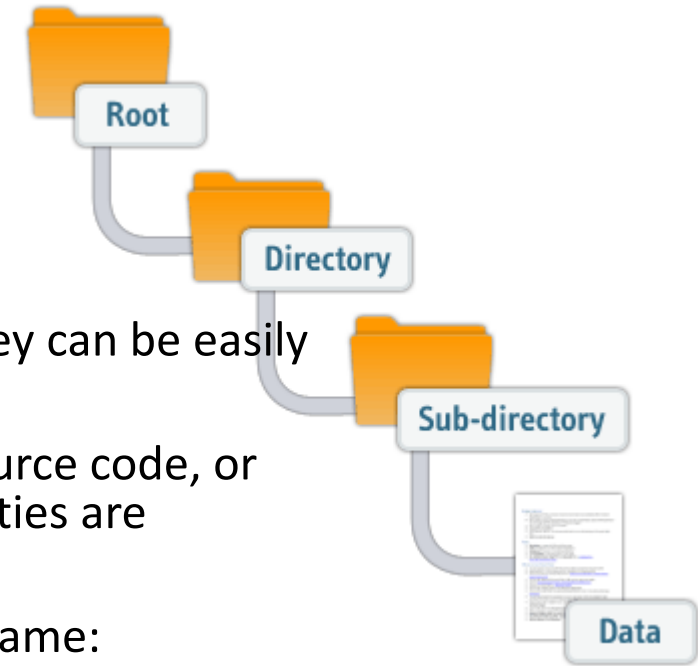 Root
Directory
ey can be easily
Sub-directory
urce code, or
ties are
ame:
Data